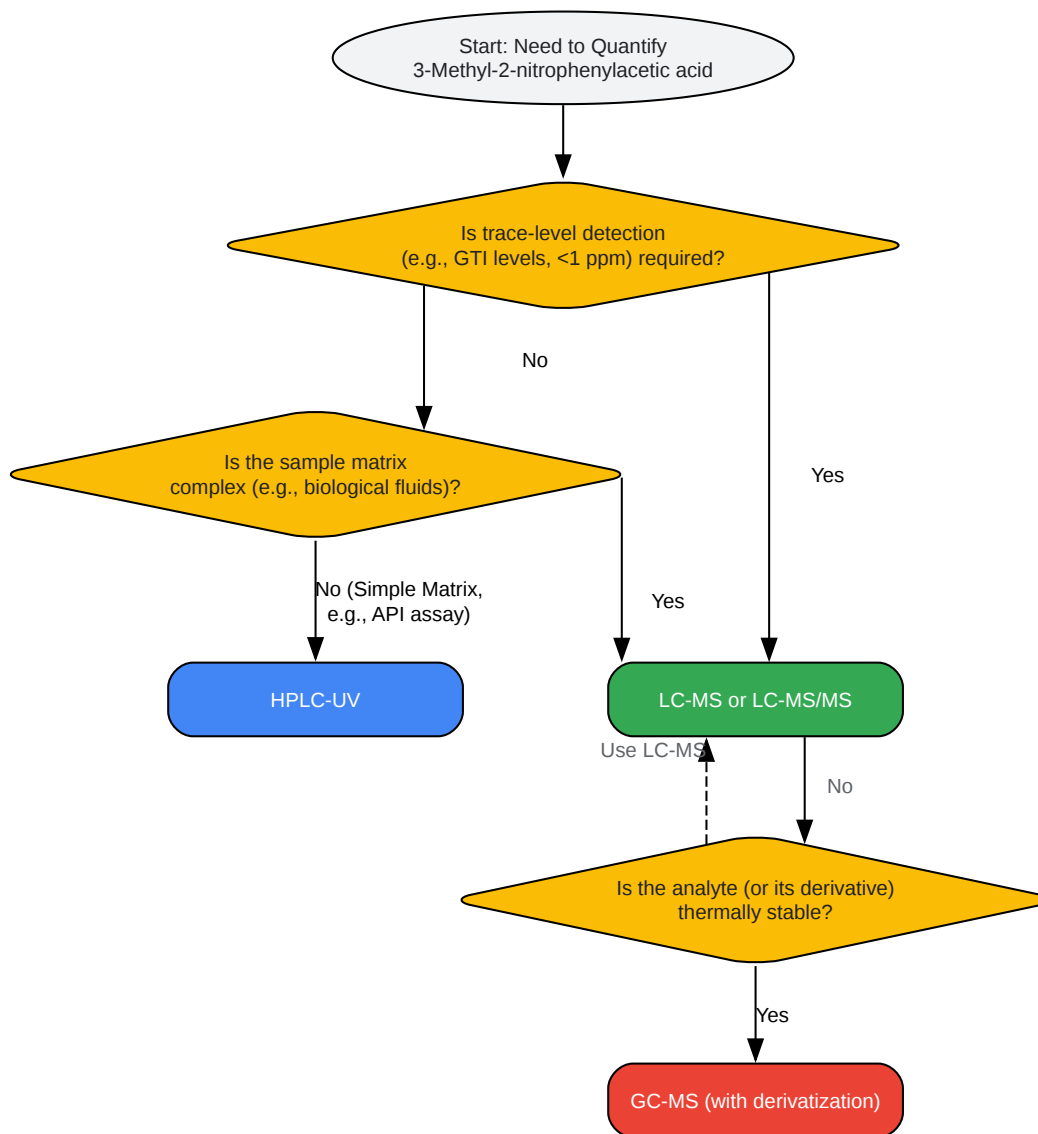 Start: Need to Quantify
3-Methyl-2-nitrophenylacetic acid
Is trace-level detection
(e.g., GTI levels, <1 ppm) required?
No
Yes
Is the sample matrix
complex (e.g., biological fluids)?
No (Simple Matrix,
e.g., API assay)
Yes
HPLC-UV
LC-MS or LC-MS/MS
Use LC-MS
No
Is the analyte (or its derivative)
thermally stable?
Yes
GC-MS (with derivatization)